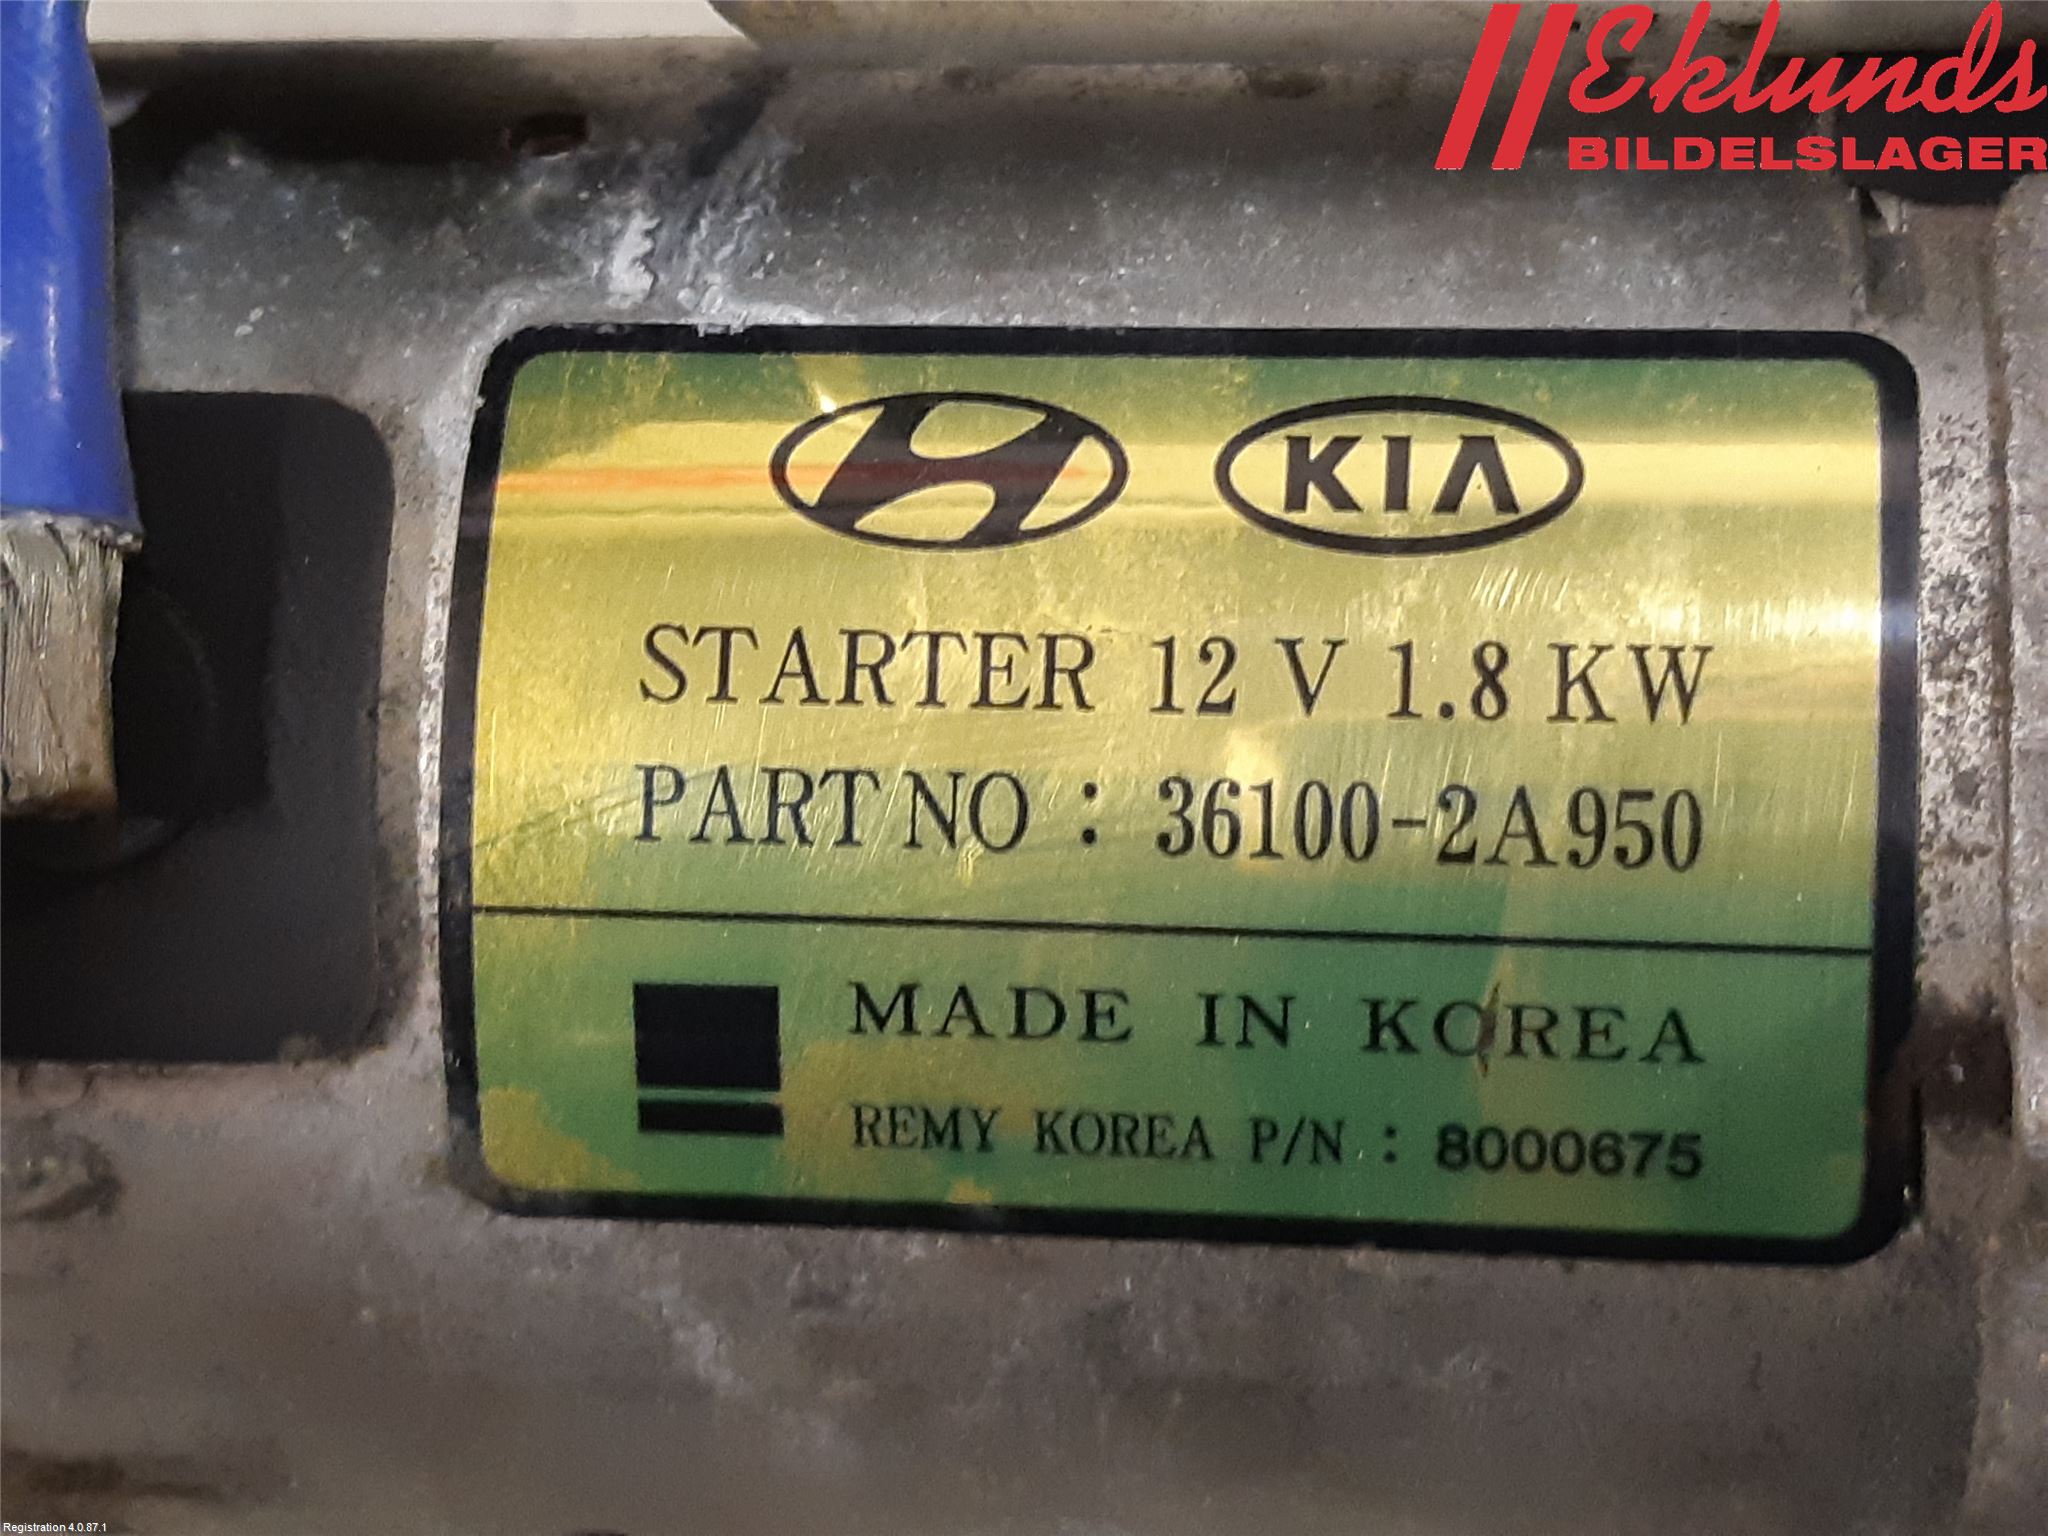 Eklunds
BILDELSLAGER
KIA
STARTER 12 V 1.8 KW
PART NO : 36100-2A950
MADE IN KOREA
REMY KOREA P/N : 8000675
Registration 4.0.87.1